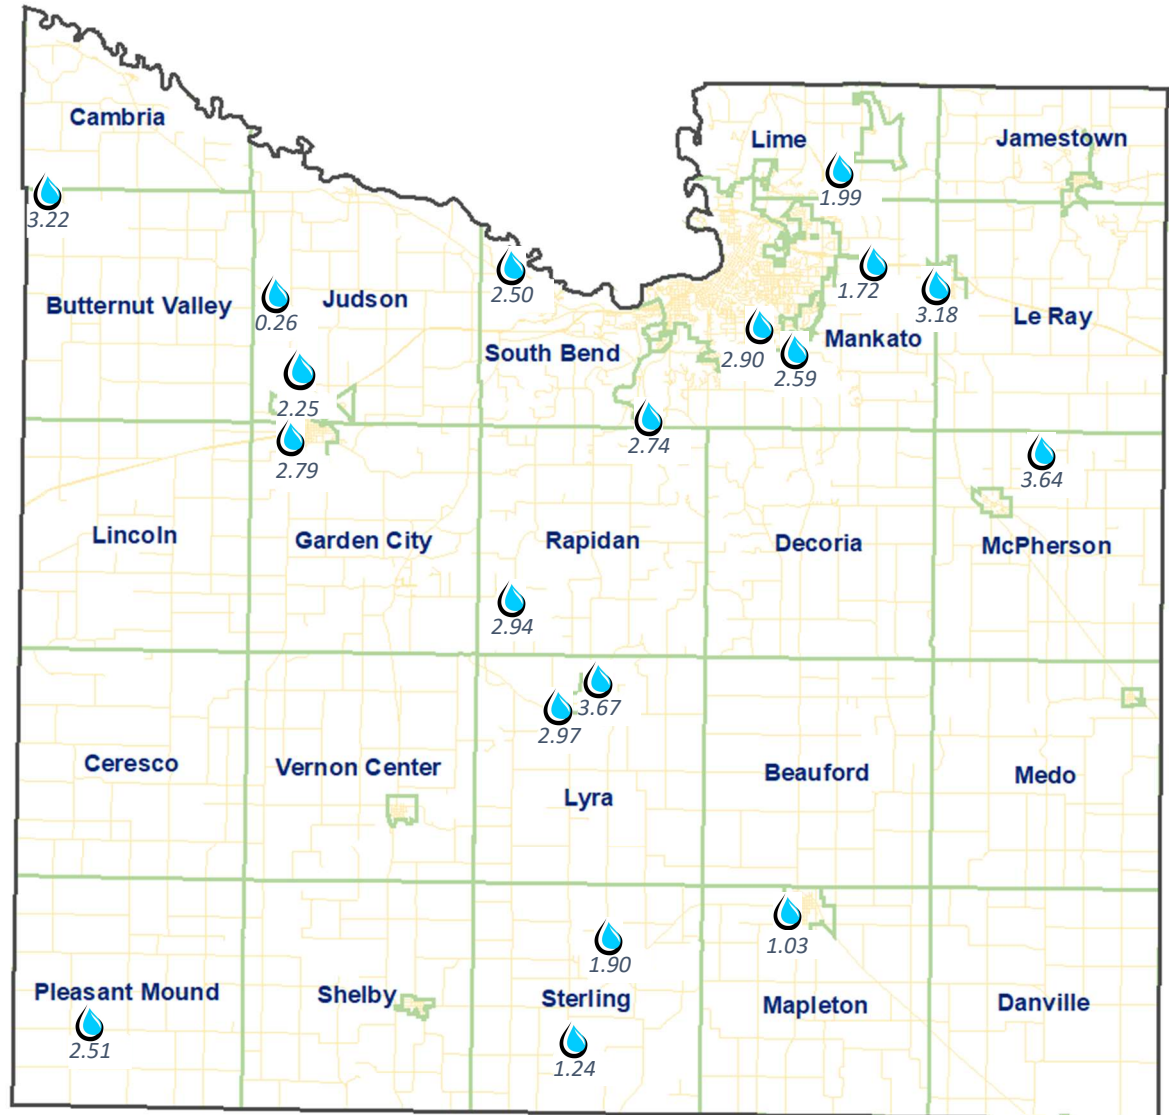 Cambria
Lime
Jamestown
1.99
3.22
Butternut Valley
Judson
0.26
2.50
1.72
3.18
Le Ray
South Bend
Mankato
2.90
2.59
2.25
2.74
2.79
3.64
Lincoln
Garden City
Rapidan
Decoria
McPherson
2.94
3.67
2.97
Ceresco
Vernon Center
Lyra
Beauford
Medo
1.03
1.90
Pleasant Mound
Shelby
Sterling
Mapleton
Danville
2.51
1.24